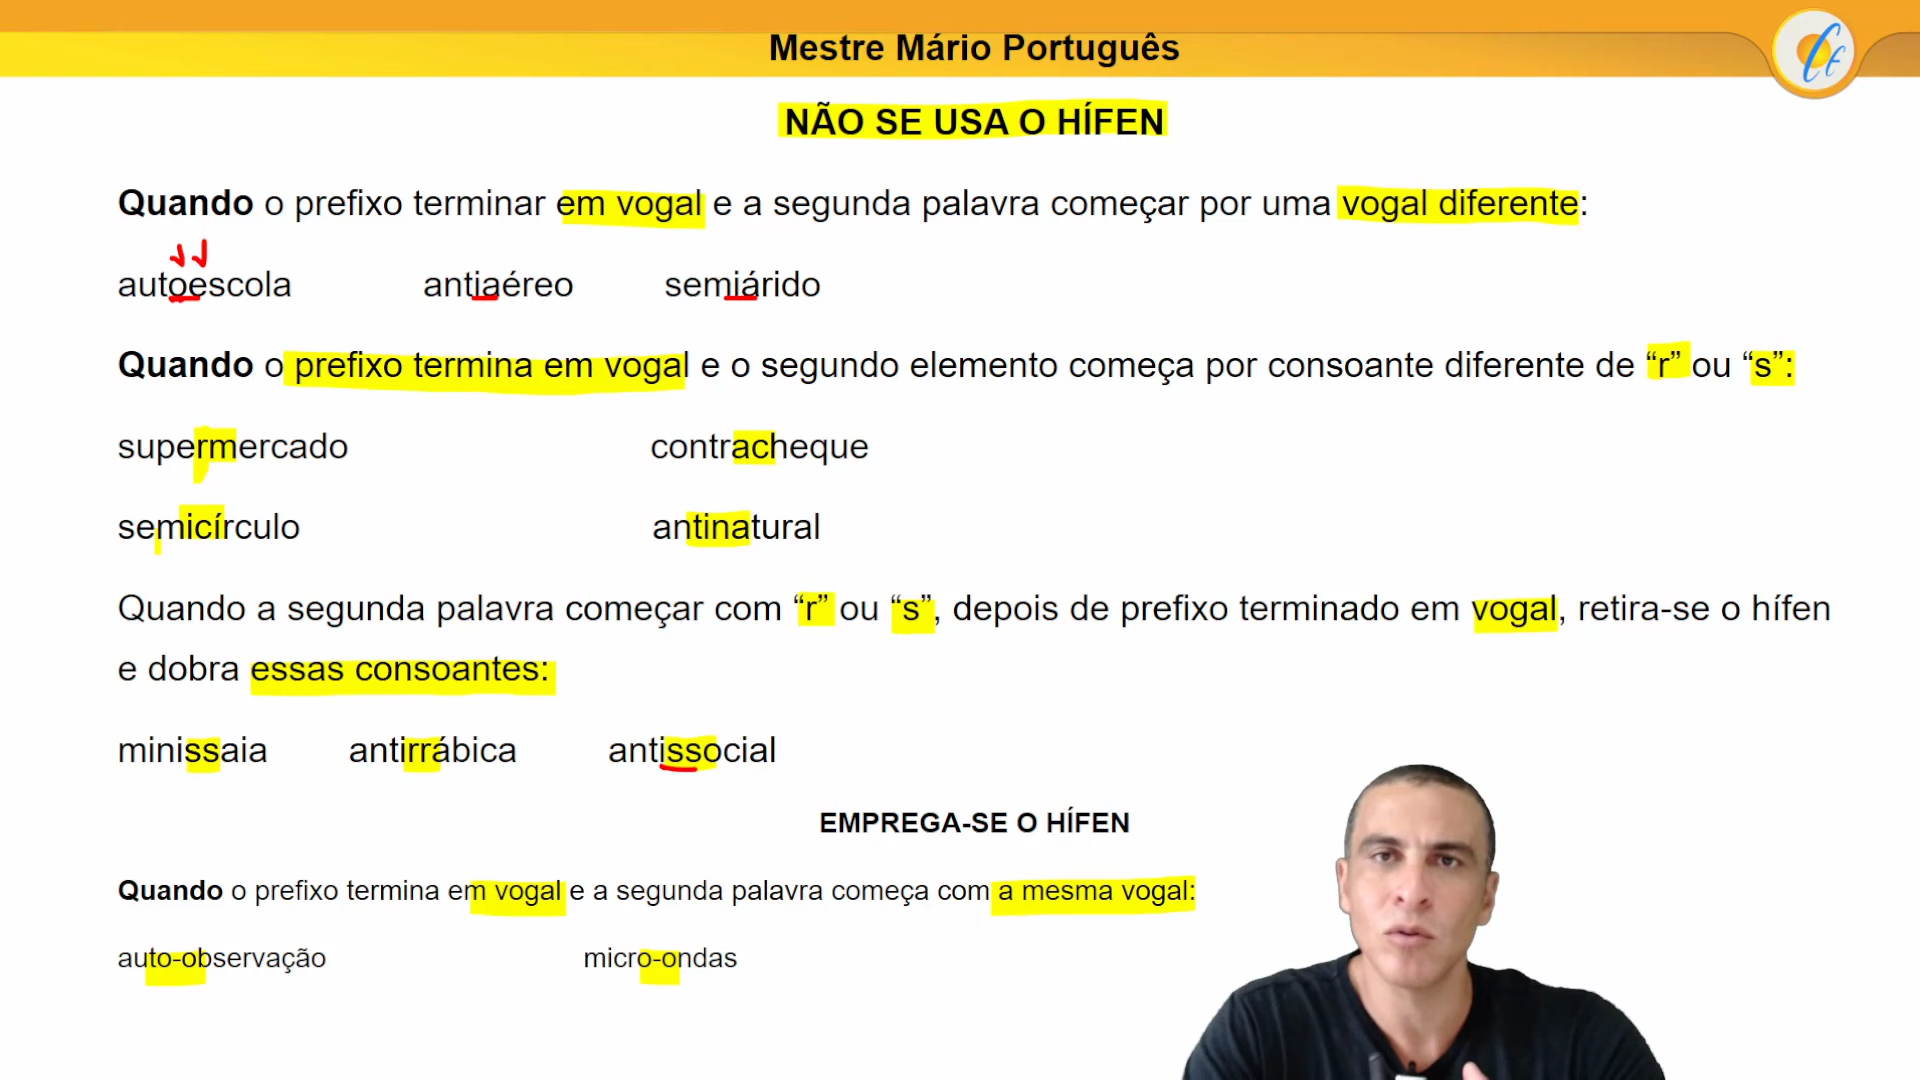 Mestre Mário Português
NÃO SE USA O HÍFEN
Quando o prefixo terminar em vogal e a segunda palavra começar por uma vogal diferente:
autoescola antiaéreo semiárido
Quando o prefixo termina em vogal e o segundo elemento começa por consoante diferente de “r” ou “s”:
supermercado contracheque
semicírculo antinatural
Quando a segunda palavra começar com “r” ou “s”, depois de prefixo terminado em vogal, retira-se o hífen
e dobra essas consoantes:
minissaia antirrábica antissocial
EMPREGA-SE O HÍFEN
Quando o prefixo termina em vogal e a segunda palavra começa com a mesma vogal:
auto-observação micro-ondas